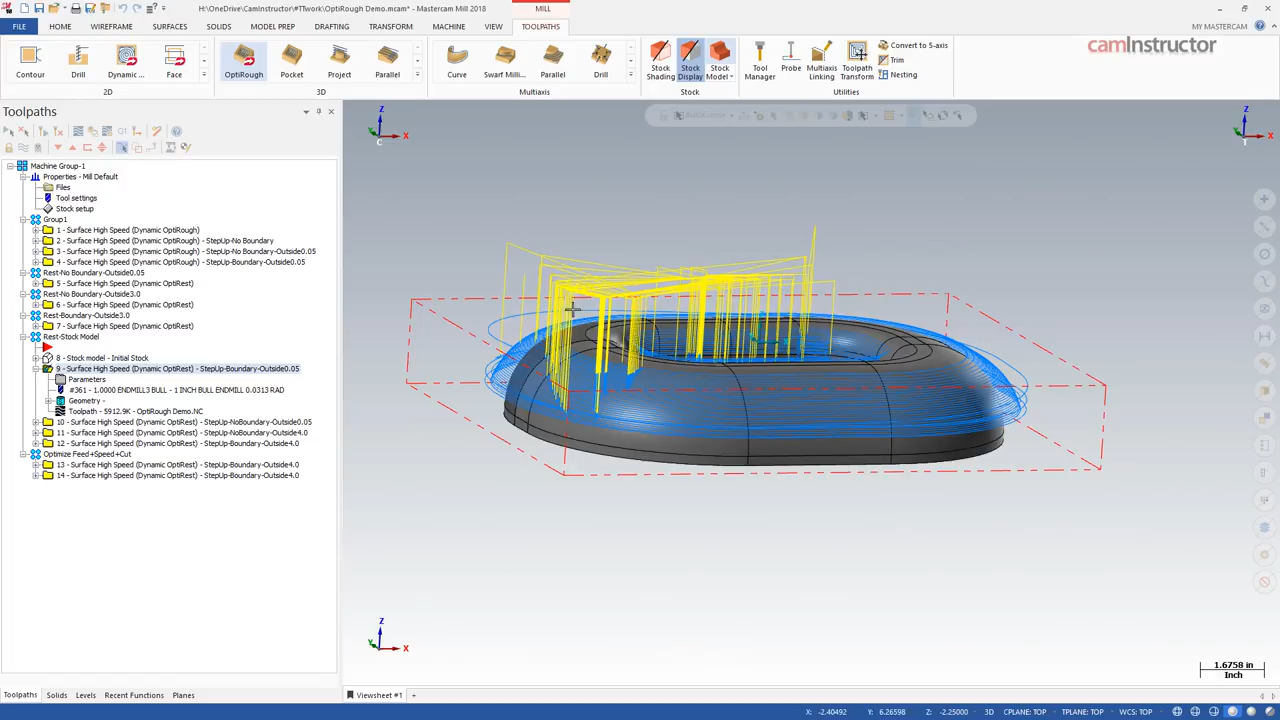 H:\OneDrive\CamInstructor\#TTwork\OptiRough Demo.mcam* - Mastercam Mill 2018
MILL
FILE HOME WIREFRAME SURFACES SOLIDS MODEL PREP DRAFTING TRANSFORM MACHINE VIEW TOOLPATHS MY MASTERCAM
camInstructor
Contour Drill Dynamic ... Face OptiRough Pocket Project Parallel Curve Swarf Milli... Parallel Drill
Stock Shading Stock Display Stock Model Tool Manager Probe Multiaxis Linking Toolpath Transform
Convert to 5-axis
Trim
Nesting
2D 3D Multiaxis Stock Utilities
Toolpaths
G1
Machine Group-1
Properties - Mill Default
Files
Tool settings
Stock setup
Group1
1 - Surface High Speed (Dynamic OptiRough)
2 - Surface High Speed (Dynamic OptiRough) - StepUp-No Boundary
3 - Surface High Speed (Dynamic OptiRough) - StepUp-No Boundary-Outside0.05
4 - Surface High Speed (Dynamic OptiRough) - StepUp-Boundary-Outside0.05
Rest-No Boundary-Outside0.05
5 - Surface High Speed (Dynamic OptiRest)
Rest-No Boundary-Outside3.0
6 - Surface High Speed (Dynamic OptiRest)
Rest-Boundary-Outside3.0
7 - Surface High Speed (Dynamic OptiRest)
Rest-Stock Model
8 - Stock model - Initial Stock
9 - Surface High Speed (Dynamic OptiRest) - StepUp-Boundary-Outside0.05
Parameters
#361 - 1.0000 ENDMILL3 BULL - 1 INCH BULL ENDMILL 0.0313 RAD
Geometry -
Toolpath - 5912.9K - OptiRough Demo.NC
10 - Surface High Speed (Dynamic OptiRest) - StepUp-NoBoundary-Outside0.05
11 - Surface High Speed (Dynamic OptiRest) - StepUp-NoBoundary-Outside4.0
12 - Surface High Speed (Dynamic OptiRest) - StepUp-Boundary-Outside4.0
Optimize Feed+Speed+Cut
13 - Surface High Speed (Dynamic OptiRest) - StepUp-Boundary-Outside4.0
14 - Surface High Speed (Dynamic OptiRest) - StepUp-Boundary-Outside4.0
Z
Y X
C
Z
Y X
T
Z
Y X
1.6758 in
Inch
Toolpaths Solids Levels Recent Functions Planes
Viewsheet #1 +
X: -2.40492 Y: 6.26598 Z: -2.25000 3D CPLANE: TOP TPLANE: TOP WCS: TOP